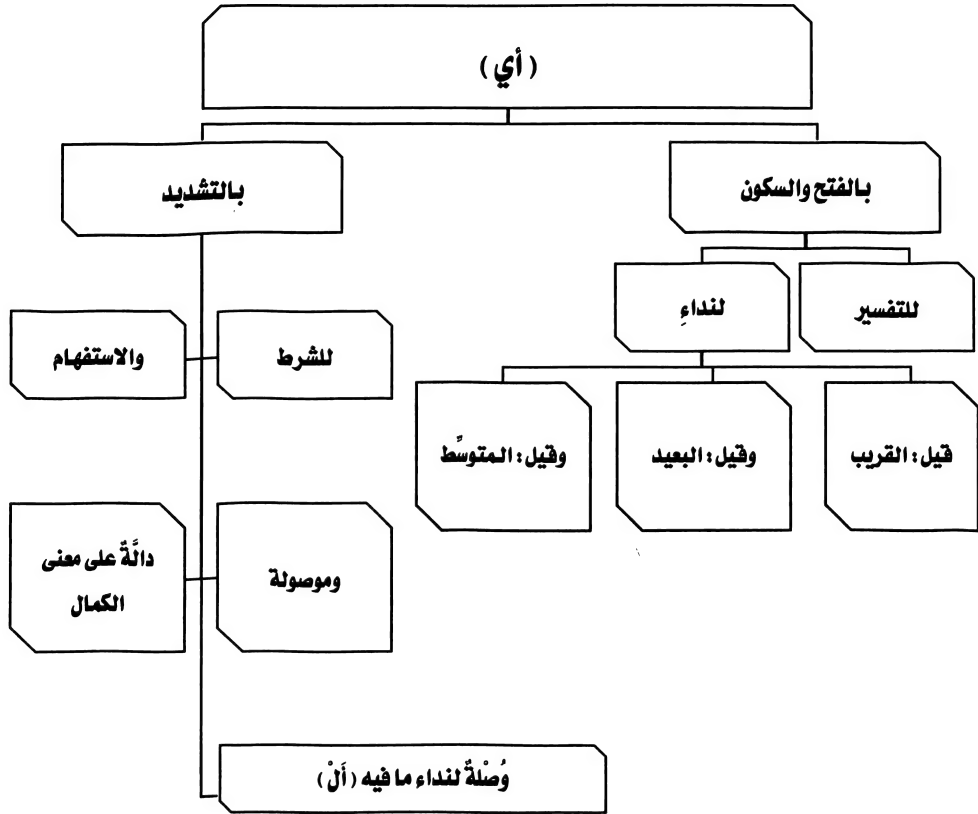 (أي)
بالفتح والسكون
بالتشديد
للتفسير
لنداءِ
قيل: القريب
وقيل: البعيد
وقيل: المتوسِّط
للشرط
والاستفهام
وموصولة
دالَّةٌ على معنى
الكمال
وُصْلةٌ لنداء ما فيه (أَلْ)